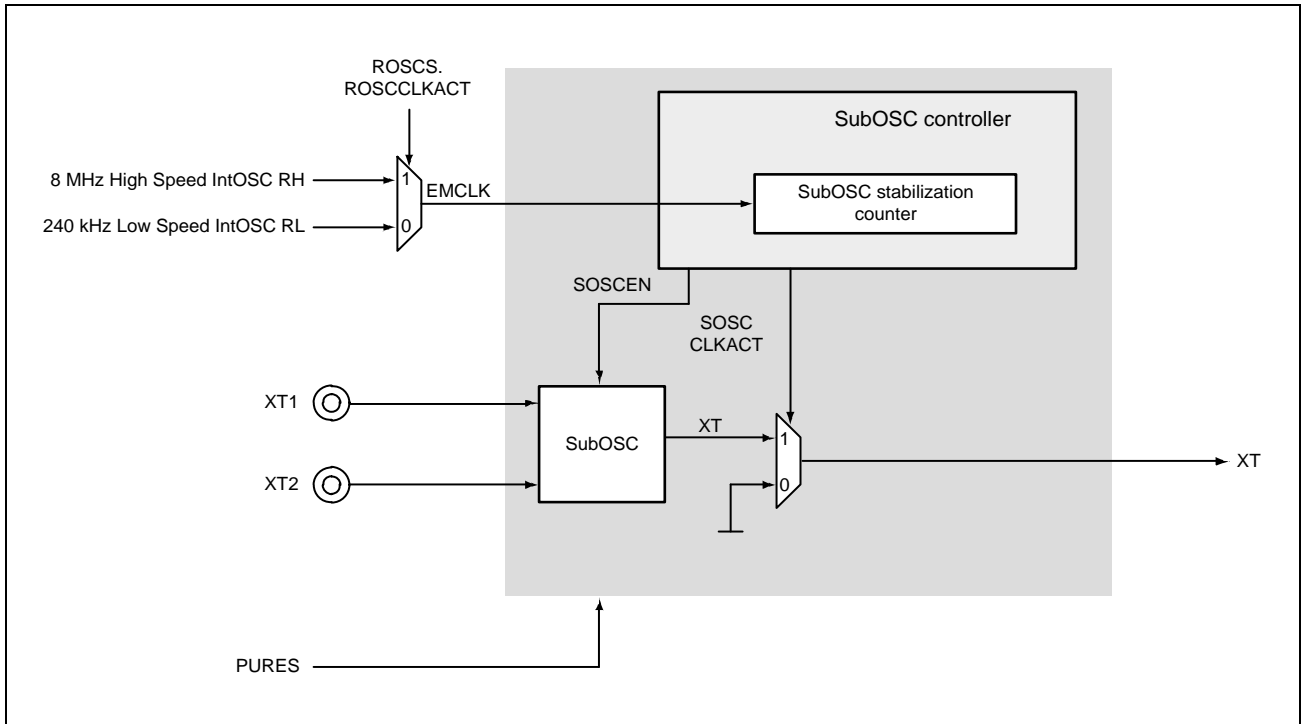 ROSCS.
ROSCCLKACT
SubOSC controller
8 MHz High Speed IntOSC RH
1
EMCLK
SubOSC stabilization
counter
240 kHz Low Speed IntOSC RL
0
SOSCEN
SOSC
CLKACT
XT1
XT
1
SubOSC
XT
XT2
0
PURES